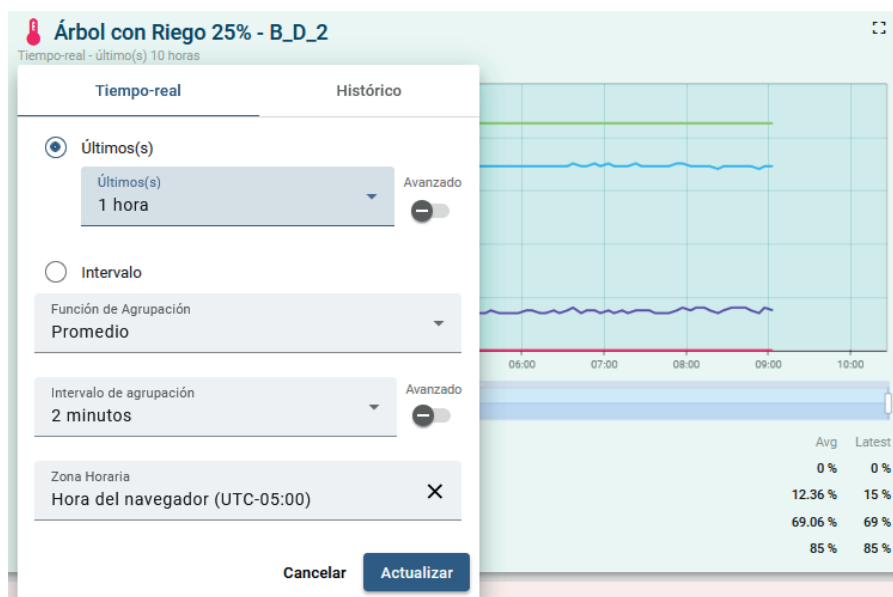 Árbol con Riego 25% - B_D_2
Tiempo-real - último(s) 10 horas
Tiempo-real
Histórico
Últimos(s)
Últimos(s)
1 hora
Avanzado
Intervalo
Función de Agrupación
Promedio
Intervalo de agrupación
2 minutos
Avanzado
Zona Horaria
Hora del navegador (UTC-05:00)
Cancelar
Actualizar
06:00 07:00 08:00 09:00 10:00
Avg Latest
0 % 0 %
12.36 % 15 %
69.06 % 69 %
85 % 85 %